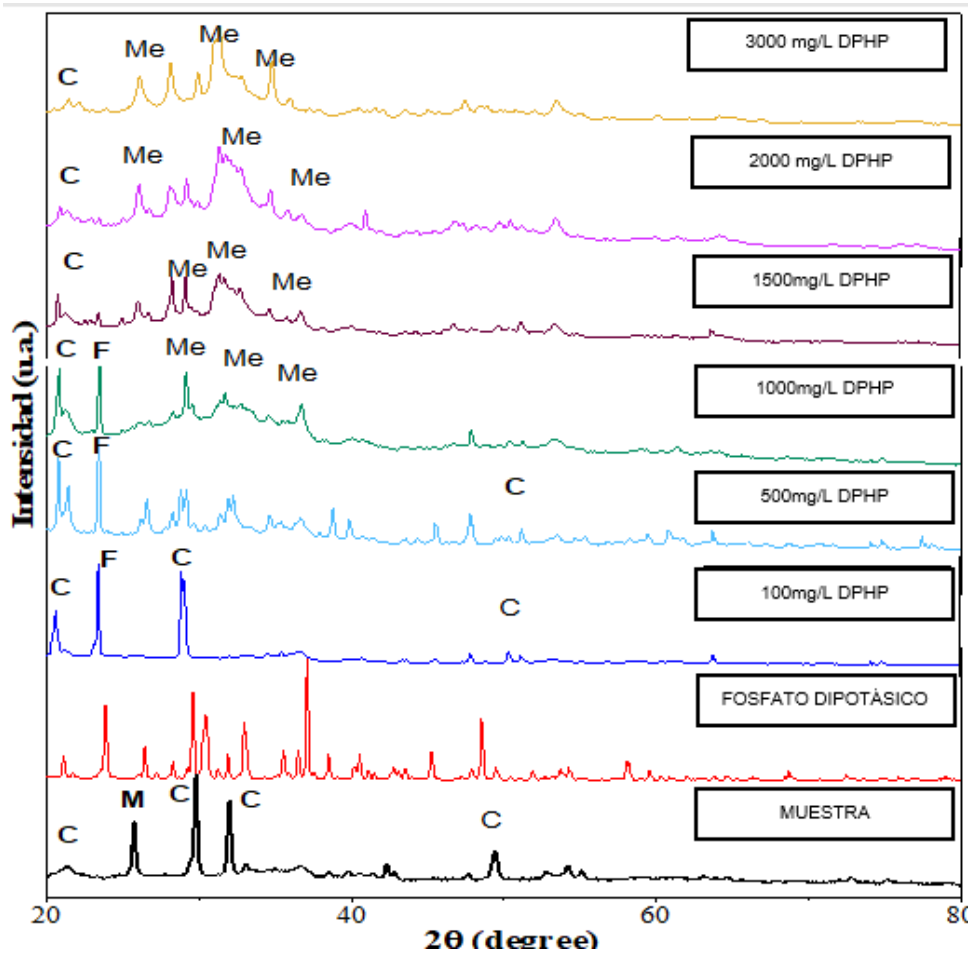 3000 mg/L DPHP
Me Me Me
C
2000 mg/L DPHP
Me Me Me
C
1500mg/L DPHP
Me Me Me
C
1000mg/L DPHP
C F Me Me Me
500mg/L DPHP
C F C
100mg/L DPHP
C F C C
FOSFATO DIPOTÀSICO
MUESTRA
C M C C C
Intensidad (u.a.)
20 40 60 80
2θ (degree)